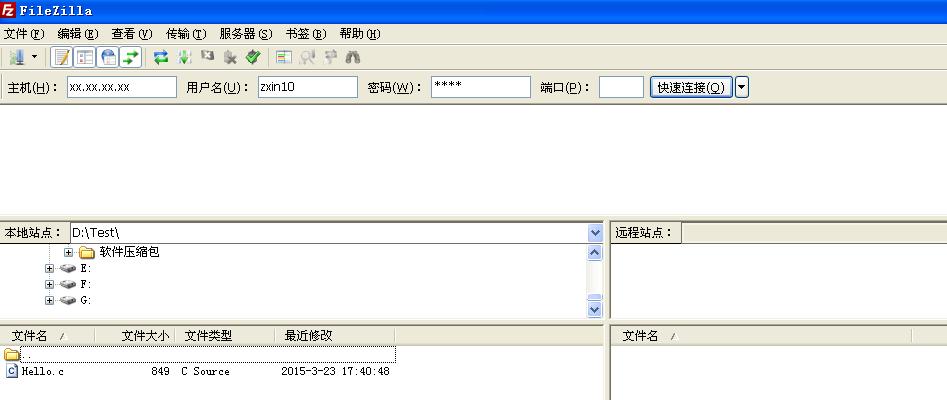 FileZilla
文件(F) 编辑(E) 查看(V) 传输(T) 服务器(S) 书签(B) 帮助(H)
主机(H): xx.xx.xx.xx 用户名(U): zxin10 密码(W): **** 端口(P): 快速连接(Q)
本地站点: D:\Test\ 远程站点:
软件压缩包
E:
F:
G:
文件名 文件大小 文件类型 最近修改 文件名
..
Hello.c 849 C Source 2015-3-23 17:40:48